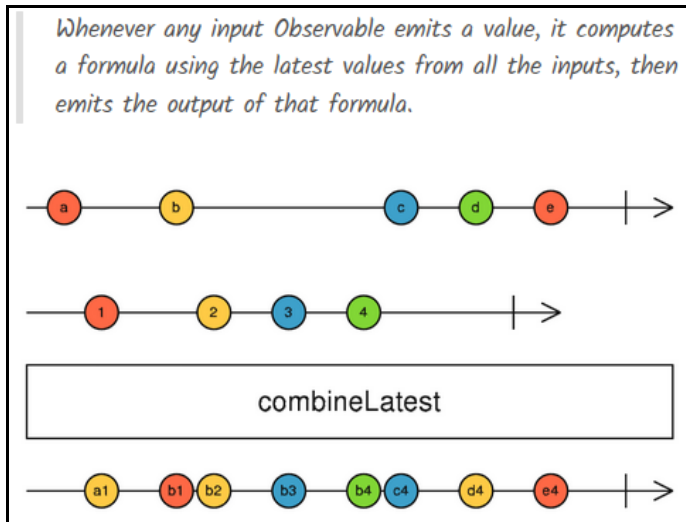 Whenever any input Observable emits a value, it computes
a formula using the latest values from all the inputs, then
emits the output of that formula.
a b c d e
1 2 3 4
combineLatest
a1 b1 b2 b3 b4 c4 d4 e4